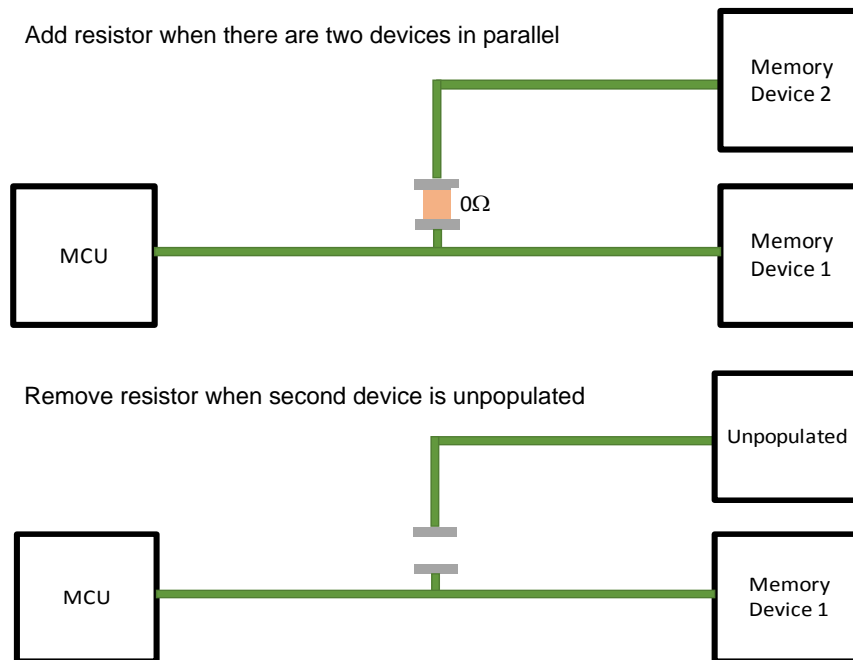 Add resistor when there are two devices in parallel
Memory
Device 2
0Ω
MCU
Memory
Device 1
Remove resistor when second device is unpopulated
Unpopulated
MCU
Memory
Device 1